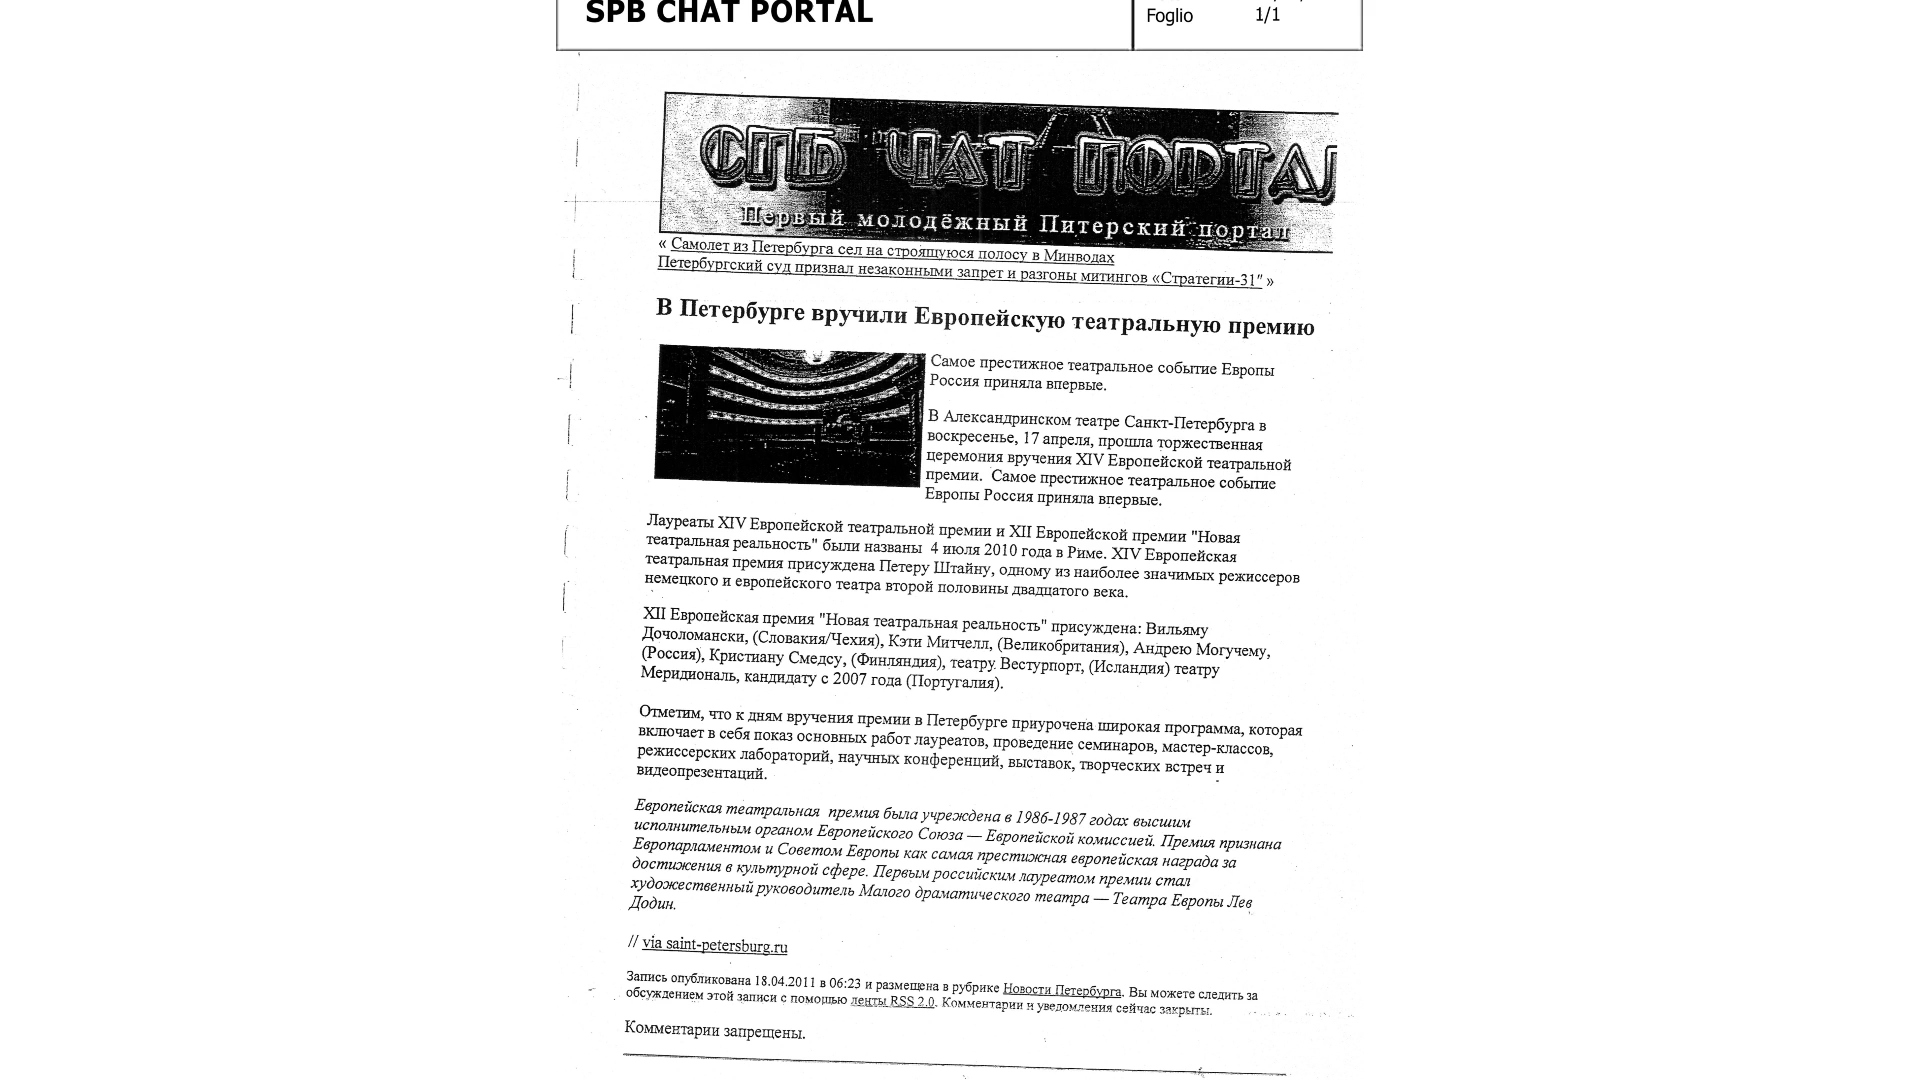 SPB CHAT PORTAL
Foglio 1/1
СПБ ЧАТ ПОРТАЛ
Первый молодёжный Питерский портал
« Самолет из Петербурга сел на строящуюся полосу в Минводах
Петербургский суд признал незаконными запрет и разгоны митингов «Стратегии-31" »
В Петербурге вручили Европейскую театральную премию
Самое престижное театральное событие Европы
Россия приняла впервые.
В Александринском театре Санкт-Петербурга в
воскресенье, 17 апреля, прошла торжественная
церемония вручения XIV Европейской театральной
премии. Самое престижное театральное событие
Европы Россия приняла впервые.
Лауреаты XIV Европейской театральной премии и XII Европейской премии "Новая
театральная реальность" были названы 4 июля 2010 года в Риме. XIV Европейская
театральная премия присуждена Петеру Штайну, одному из наиболее значимых режиссеров
немецкого и европейского театра второй половины двадцатого века.
XII Европейская премия "Новая театральная реальность" присуждена: Вильяму
Дочоломански, (Словакия/Чехия), Кэти Митчелл, (Великобритания), Андрею Могучему,
(Россия), Кристиану Смедсу, (Финляндия), театру Вестурпорт, (Исландия) театру
Меридиональ, кандидату с 2007 года (Португалия).
Отметим, что к дням вручения премии в Петербурге приурочена широкая программа, которая
включает в себя показ основных работ лауреатов, проведение семинаров, мастер-классов,
режиссерских лабораторий, научных конференций, выставок, творческих встреч и
видеопрезентаций.
Европейская театральная премия была учреждена в 1986-1987 годах высшим
исполнительным органом Европейского Союза — Европейской комиссией. Премия признана
Европарламентом и Советом Европы как самая престижная европейская награда за
достижения в культурной сфере. Первым российским лауреатом премии стал
художественный руководитель Малого драматического театра — Театра Европы Лев
Додин.
// via saint-petersburg.ru
Запись опубликована 18.04.2011 в 06:23 и размещена в рубрике Новости Петербурга. Вы можете следить за
обсуждением этой записи с помощью ленты RSS 2.0. Комментарии и уведомления сейчас закрыты.
Комментарии запрещены.